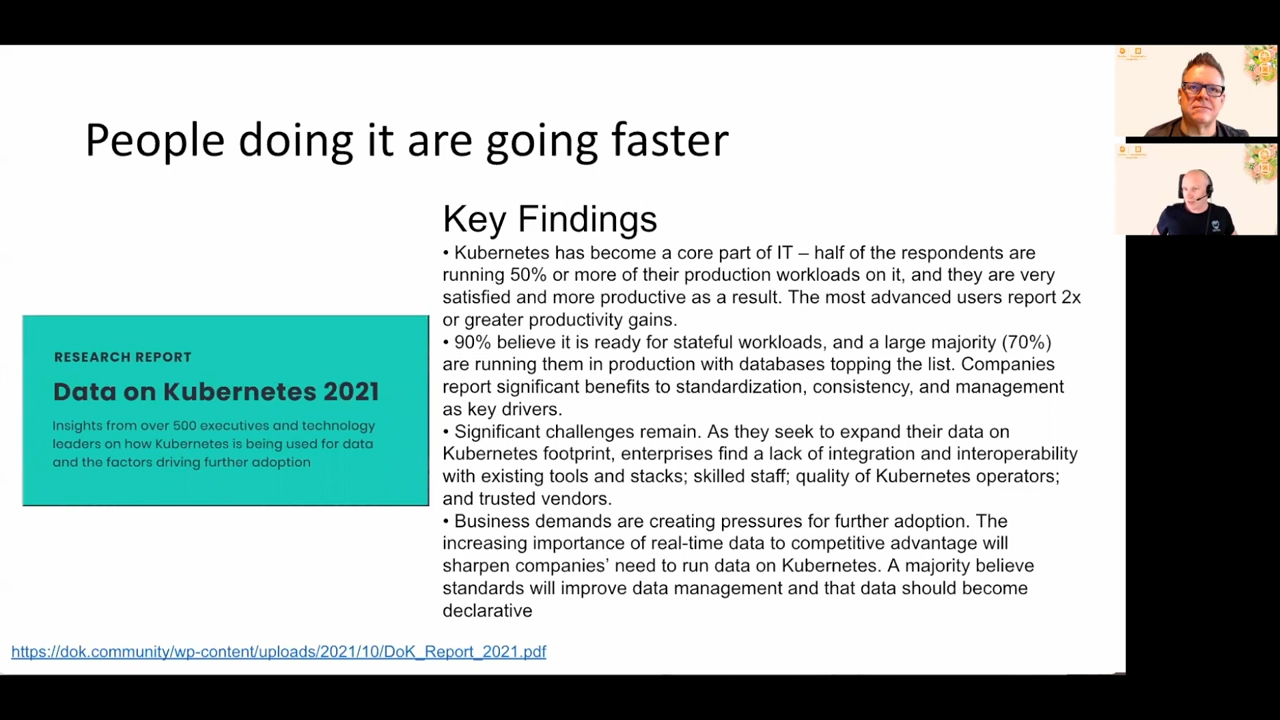 People doing it are going faster
Key Findings
• Kubernetes has become a core part of IT – half of the respondents are
running 50% or more of their production workloads on it, and they are very
satisfied and more productive as a result. The most advanced users report 2x
or greater productivity gains.
• 90% believe it is ready for stateful workloads, and a large majority (70%)
are running them in production with databases topping the list. Companies
report significant benefits to standardization, consistency, and management
as key drivers.
• Significant challenges remain. As they seek to expand their data on
Kubernetes footprint, enterprises find a lack of integration and interoperability
with existing tools and stacks; skilled staff; quality of Kubernetes operators;
and trusted vendors.
• Business demands are creating pressures for further adoption. The
increasing importance of real-time data to competitive advantage will
sharpen companies’ need to run data on Kubernetes. A majority believe
standards will improve data management and that data should become
declarative
RESEARCH REPORT
Data on Kubernetes 2021
Insights from over 500 executives and technology
leaders on how Kubernetes is being used for data
and the factors driving further adoption
https://dok.community/wp-content/uploads/2021/10/DoK_Report_2021.pdf